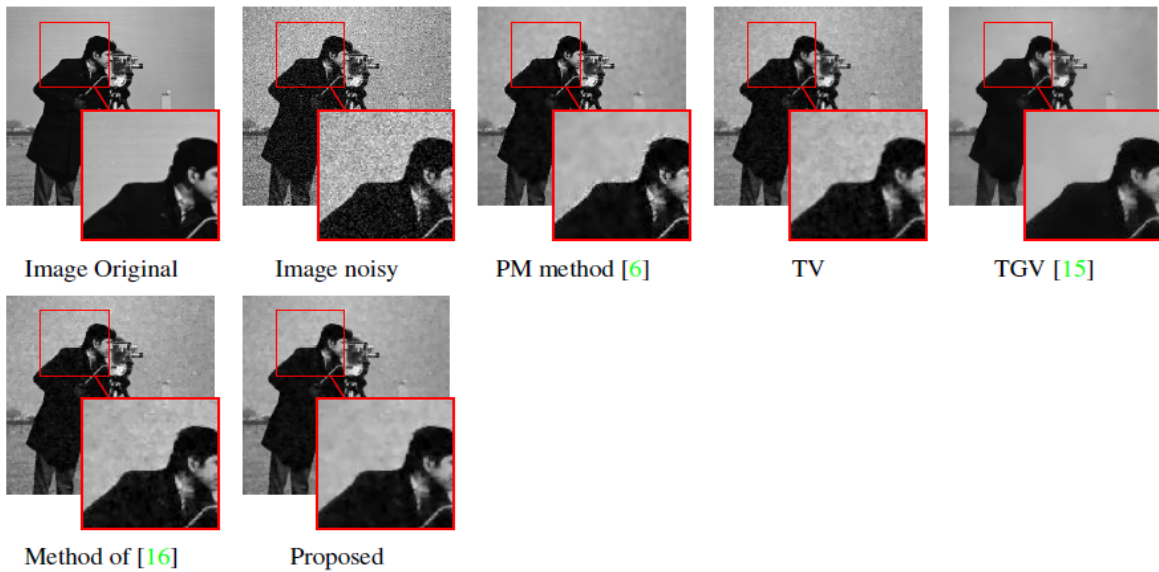 Image Original
Image noisy
PM method [6]
TV
TGV [15]
Method of [16]
Proposed